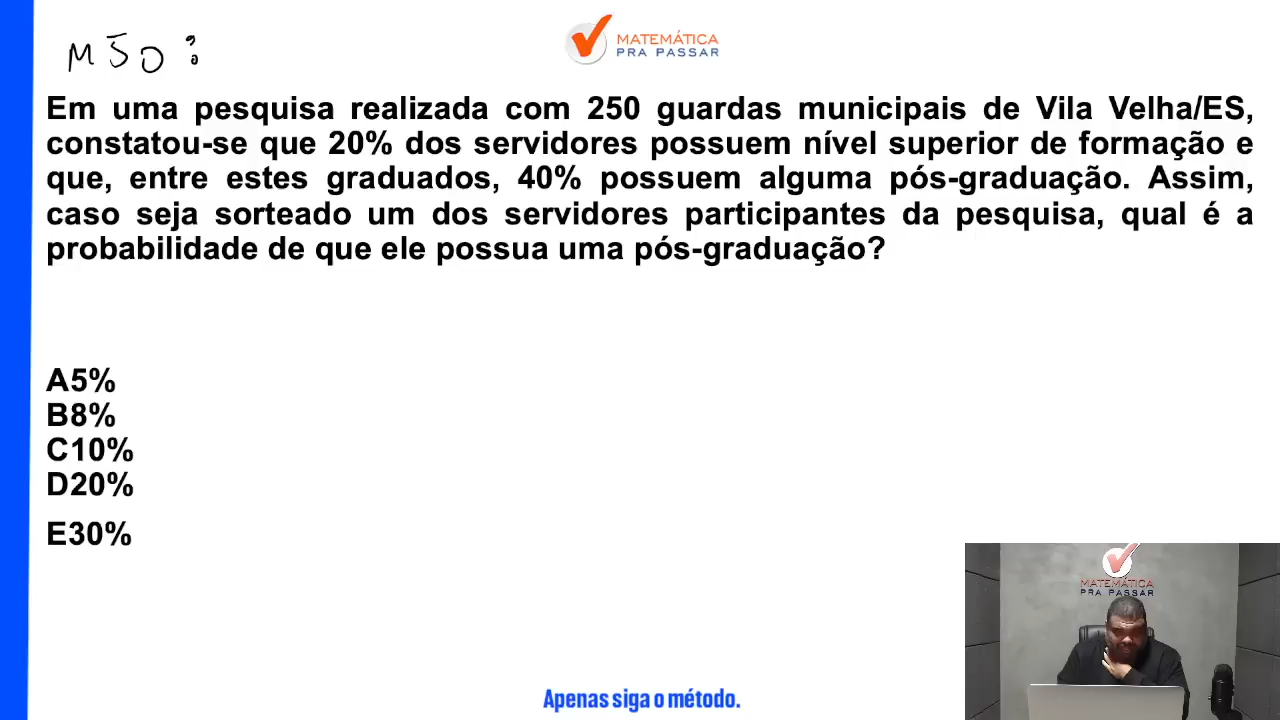 MSD:
MATEMÁTICA
PRA PASSAR
Em uma pesquisa realizada com 250 guardas municipais de Vila Velha/ES,
constatou-se que 20% dos servidores possuem nível superior de formação e
que, entre estes graduados, 40% possuem alguma pós-graduação. Assim,
caso seja sorteado um dos servidores participantes da pesquisa, qual é a
probabilidade de que ele possua uma pós-graduação?
A5%
B8%
C10%
D20%
E30%
MATEMÁTICA
PRA PASSAR
Apenas siga o método.